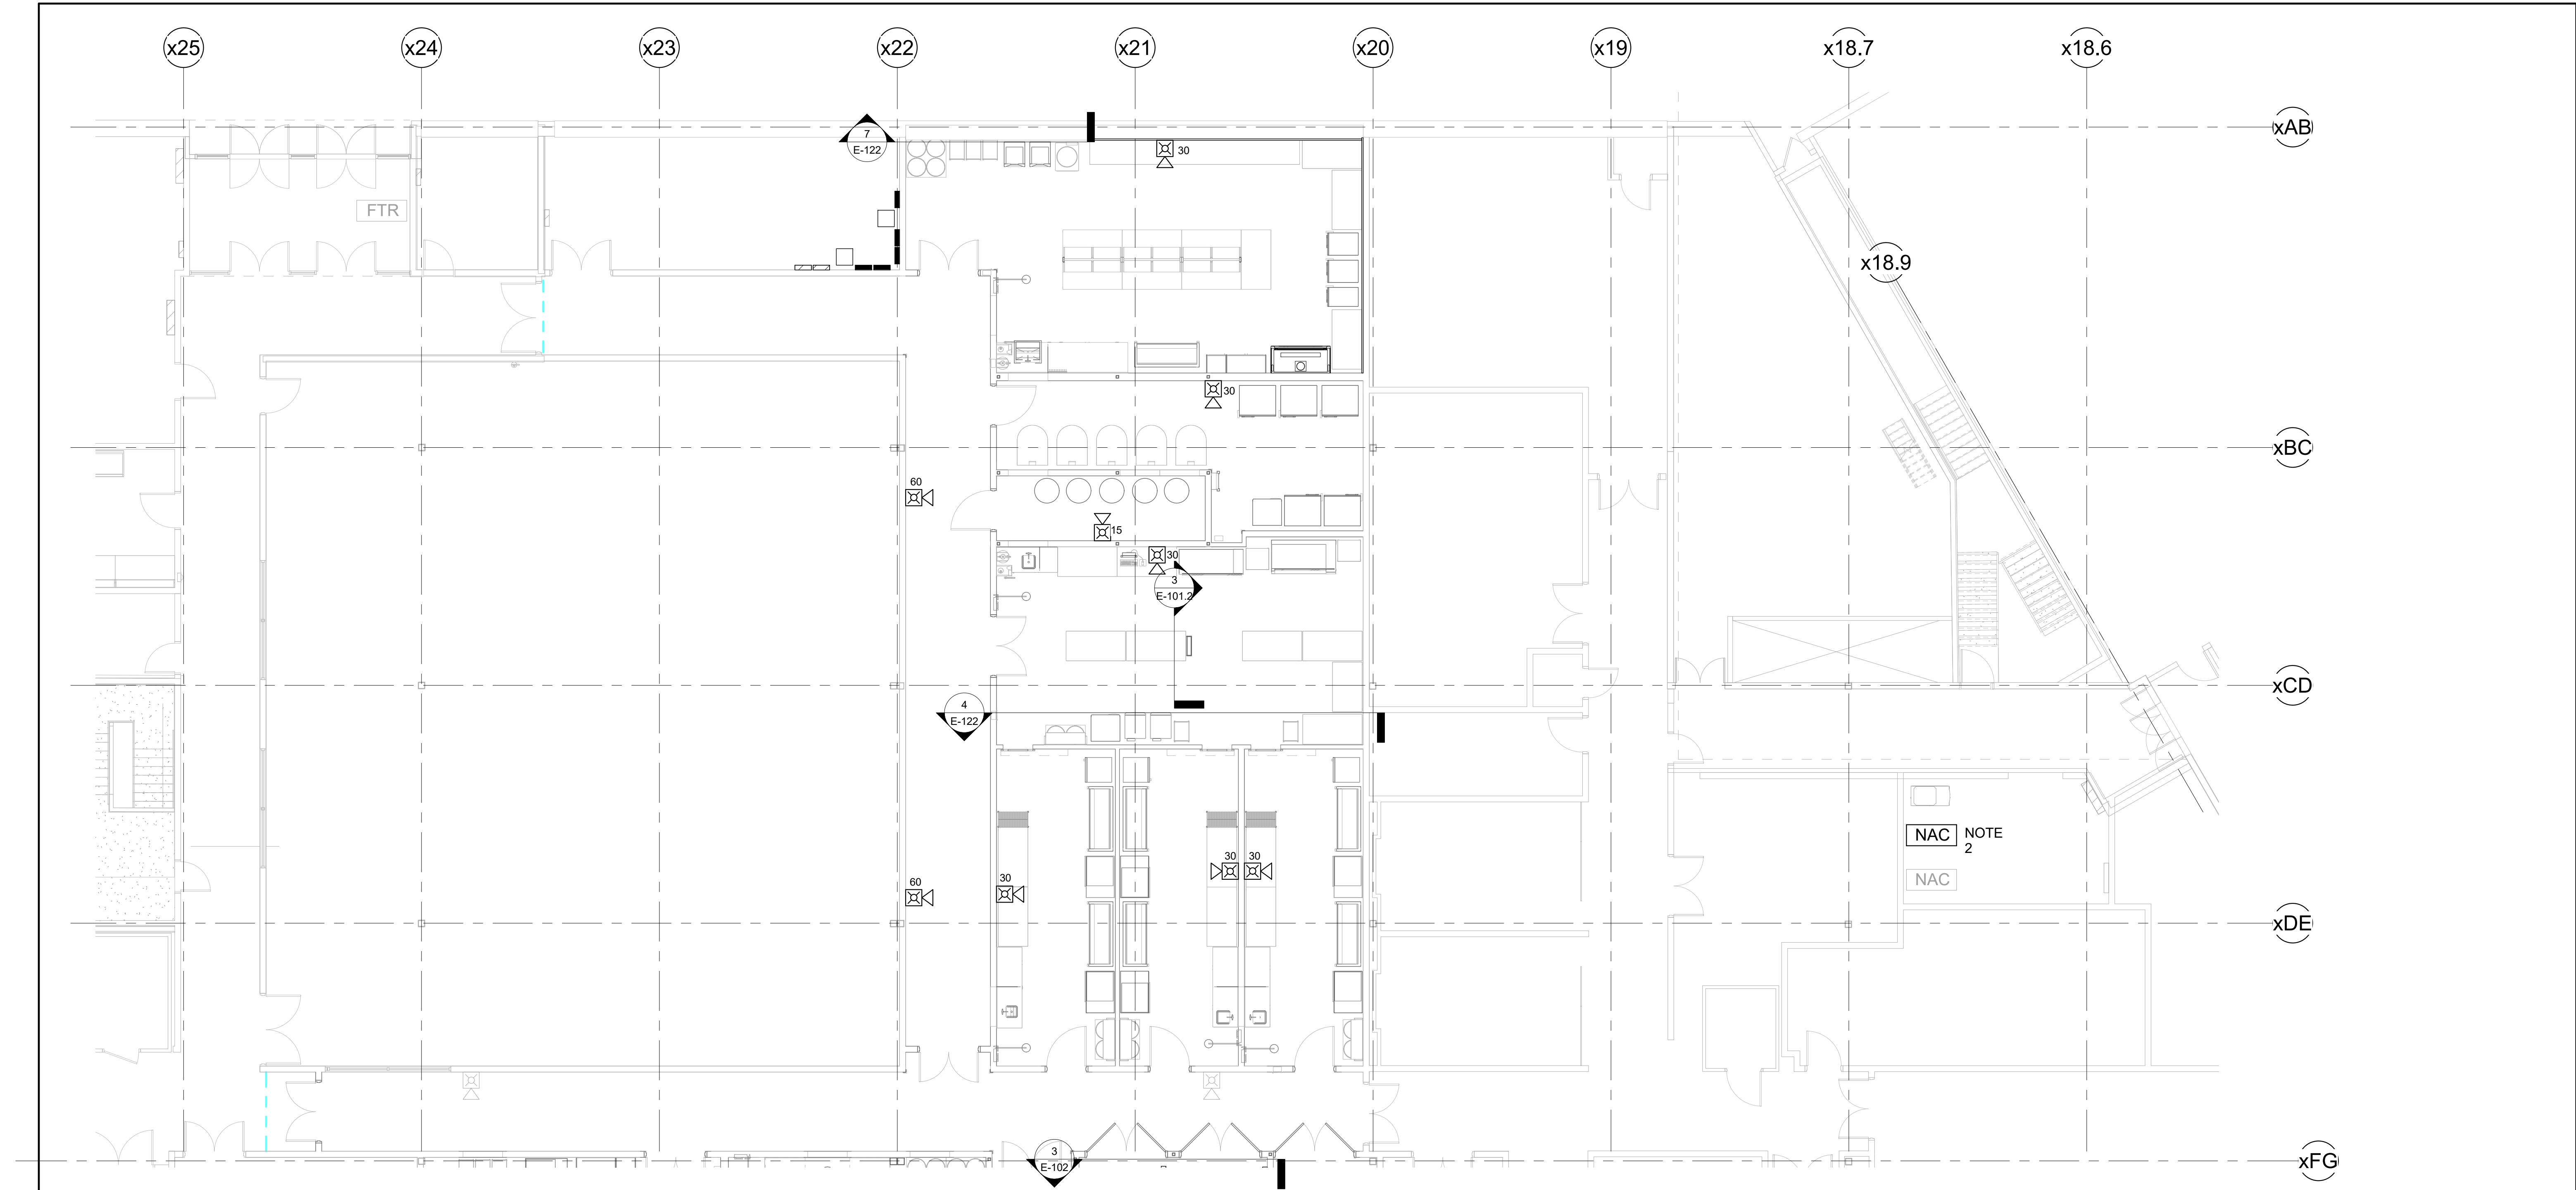 x25
x24
x23
x22
x21
x20
x19
x18.7
x18.6
xAB
7
E-122
30
FTR
x18.9
30
xBC
60
15
30
3
E-101.2
xCD
4
E-122
NAC
NOTE
2
NAC
30
30
30
60
xDE
3
E-102
xFG